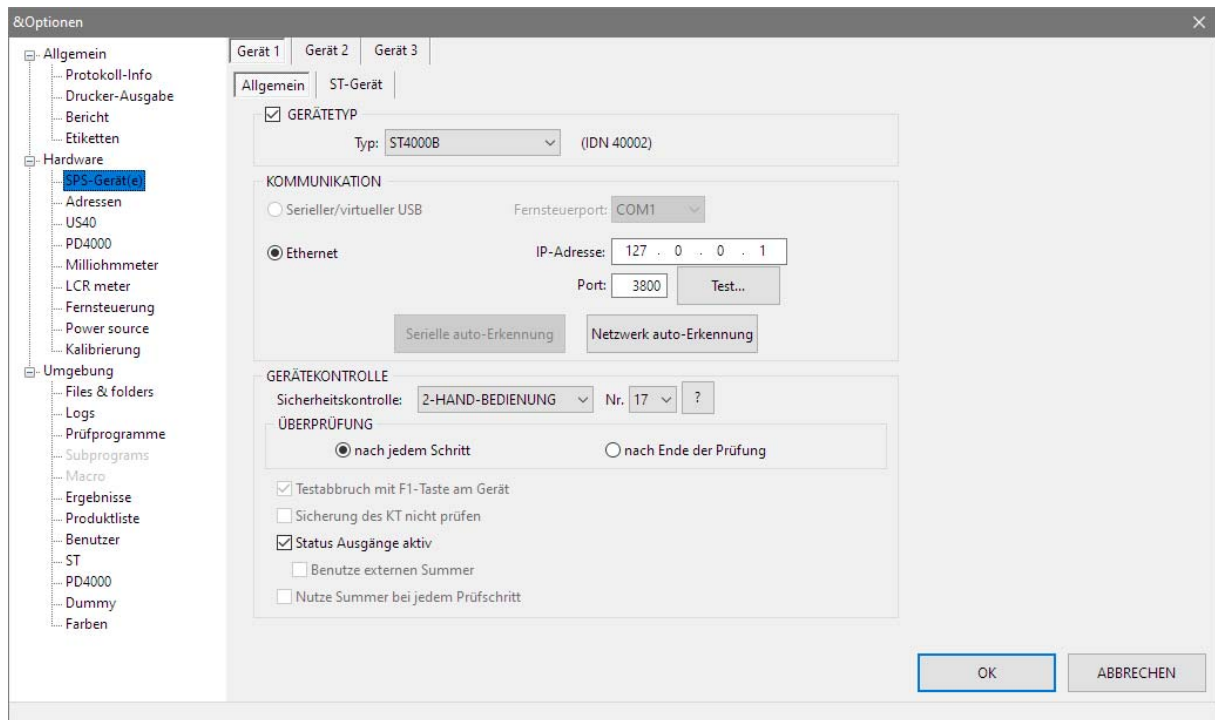 &Optionen
Allgemein
Protokoll-Info
Drucker-Ausgabe
Bericht
Etiketten
Hardware
SPS-Gerät(e)
Adressen
US40
PD4000
Milliohmmeter
LCR meter
Fernsteuerung
Power source
Kalibrierung
Umgebung
Files & folders
Logs
Prüfprogramme
Subprograms
Macro
Ergebnisse
Produktliste
Benutzer
ST
PD4000
Dummy
Farben
Gerät 1 Gerät 2 Gerät 3
Allgemein ST-Gerät
GERÄTETYP
Typ: ST4000B (IDN 40002)
KOMMUNIKATION
Serieller/virtueller USB Fernsteuerport: COM1
Ethernet IP-Adresse: 127 . 0 . 0 . 1
Port: 3800 Test...
Serielle auto-Erkennung Netzwerk auto-Erkennung
GERÄTEKONTROLLE
Sicherheitskontrolle: 2-HAND-BEDIENUNG Nr. 17 ?
ÜBERPRÜFUNG
nach jedem Schritt nach Ende der Prüfung
Testabbruch mit F1-Taste am Gerät
Sicherung des KT nicht prüfen
Status Ausgänge aktiv
Benutze externen Summer
Nutze Summer bei jedem Prüfschritt
OK ABBRECHEN